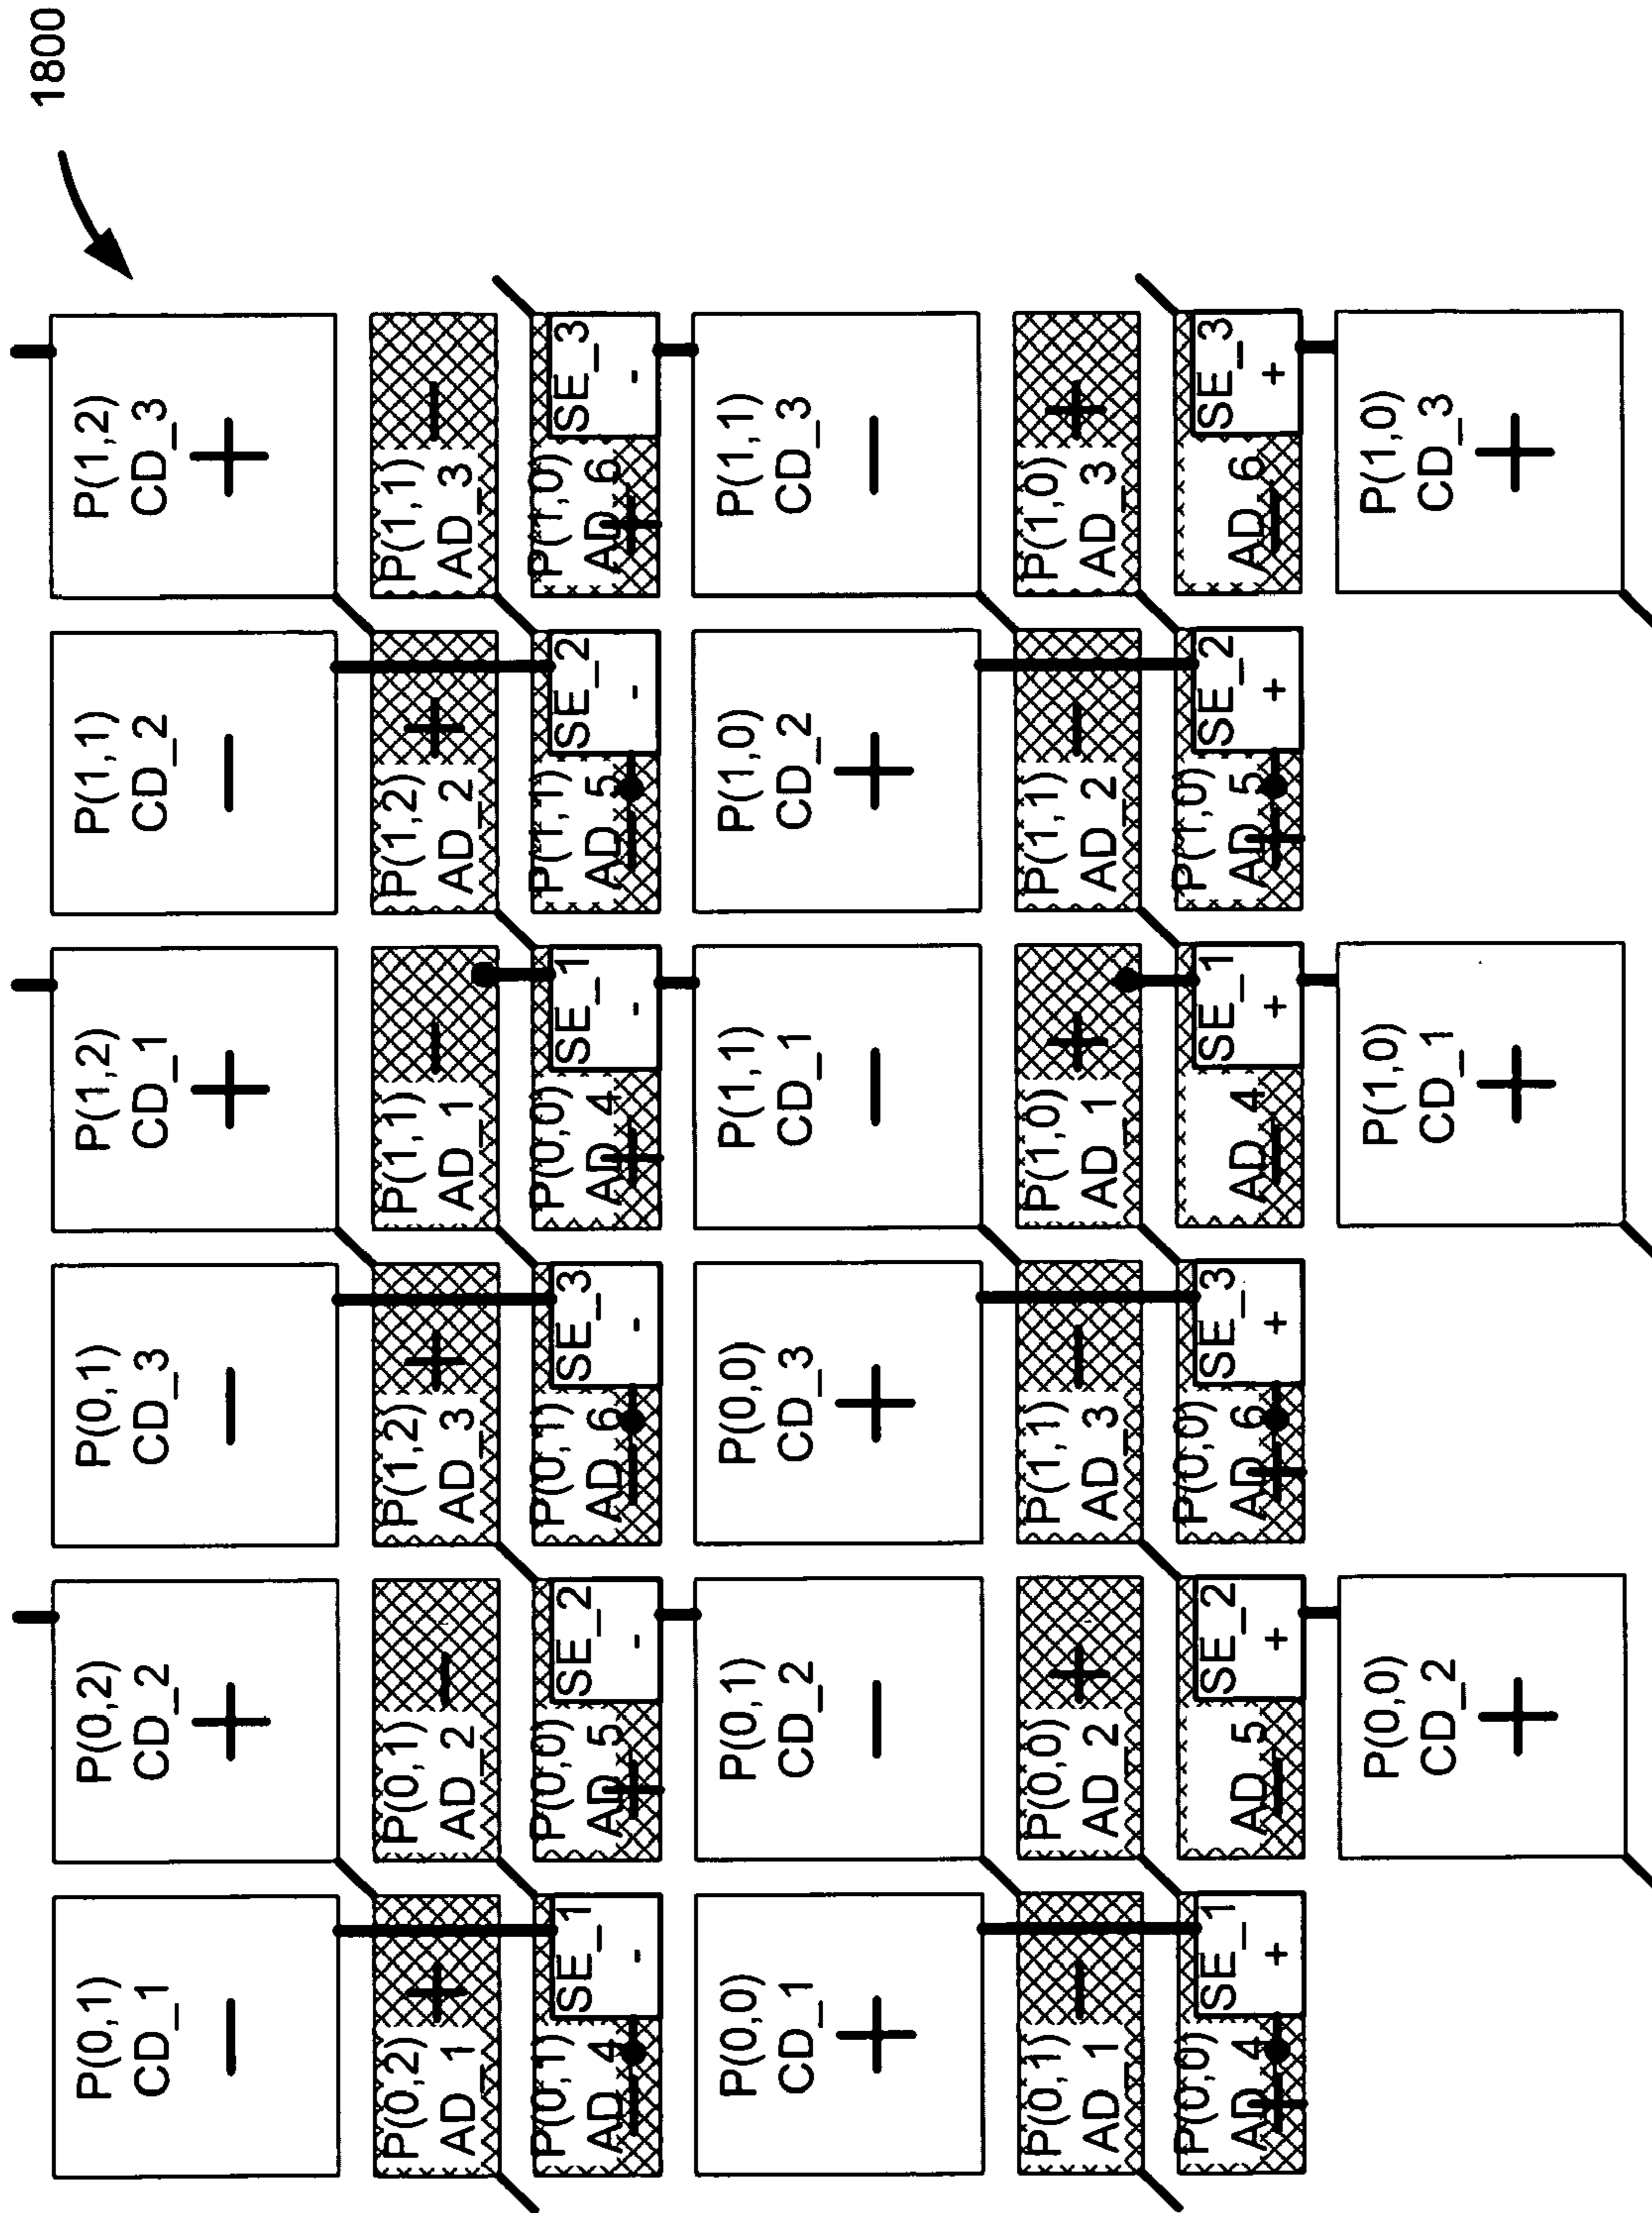 1800
P(0,1)
CD_1
−
P(0,2)
CD_2
+
P(0,1)
CD_3
−
P(1,2)
CD_1
+
P(1,1)
CD_2
−
P(1,2)
CD_3
+
P(0,2)
AD_1 +
P(0,1)
AD_2 −
P(1,2)
AD_3 +
P(1,1)
AD_1 −
P(1,2)
AD_2 +
P(1,1)
AD_3 −
P(0,1)
AD_4 −
SE_1
-
P(0,0)
AD_5 +
SE_2
-
P(0,1)
AD_6 −
SE_3
-
P(0,0)
AD_4 +
SE_1
-
P(1,1)
AD_5 −
SE_2
-
P(1,0)
AD_6 +
SE_3
-
P(0,0)
CD_1
+
P(0,1)
CD_2
−
P(0,0)
CD_3
+
P(1,1)
CD_1
−
P(1,0)
CD_2
+
P(1,1)
CD_3
−
P(0,1)
AD_1 −
P(0,0)
AD_2 +
P(1,1)
AD_3 −
P(1,0)
AD_1 +
P(1,1)
AD_2 −
P(1,0)
AD_3 +
P(0,0)
AD_4 +
SE_1
+
AD_5 −
SE_2
+
P(0,0)
AD_6 +
SE_3
+
AD_4 −
SE_1
+
P(1,0)
AD_5 +
SE_2
+
AD_6 −
SE_3
+
P(0,0)
CD_2
+
P(1,0)
CD_1
+
P(1,0)
CD_3
+